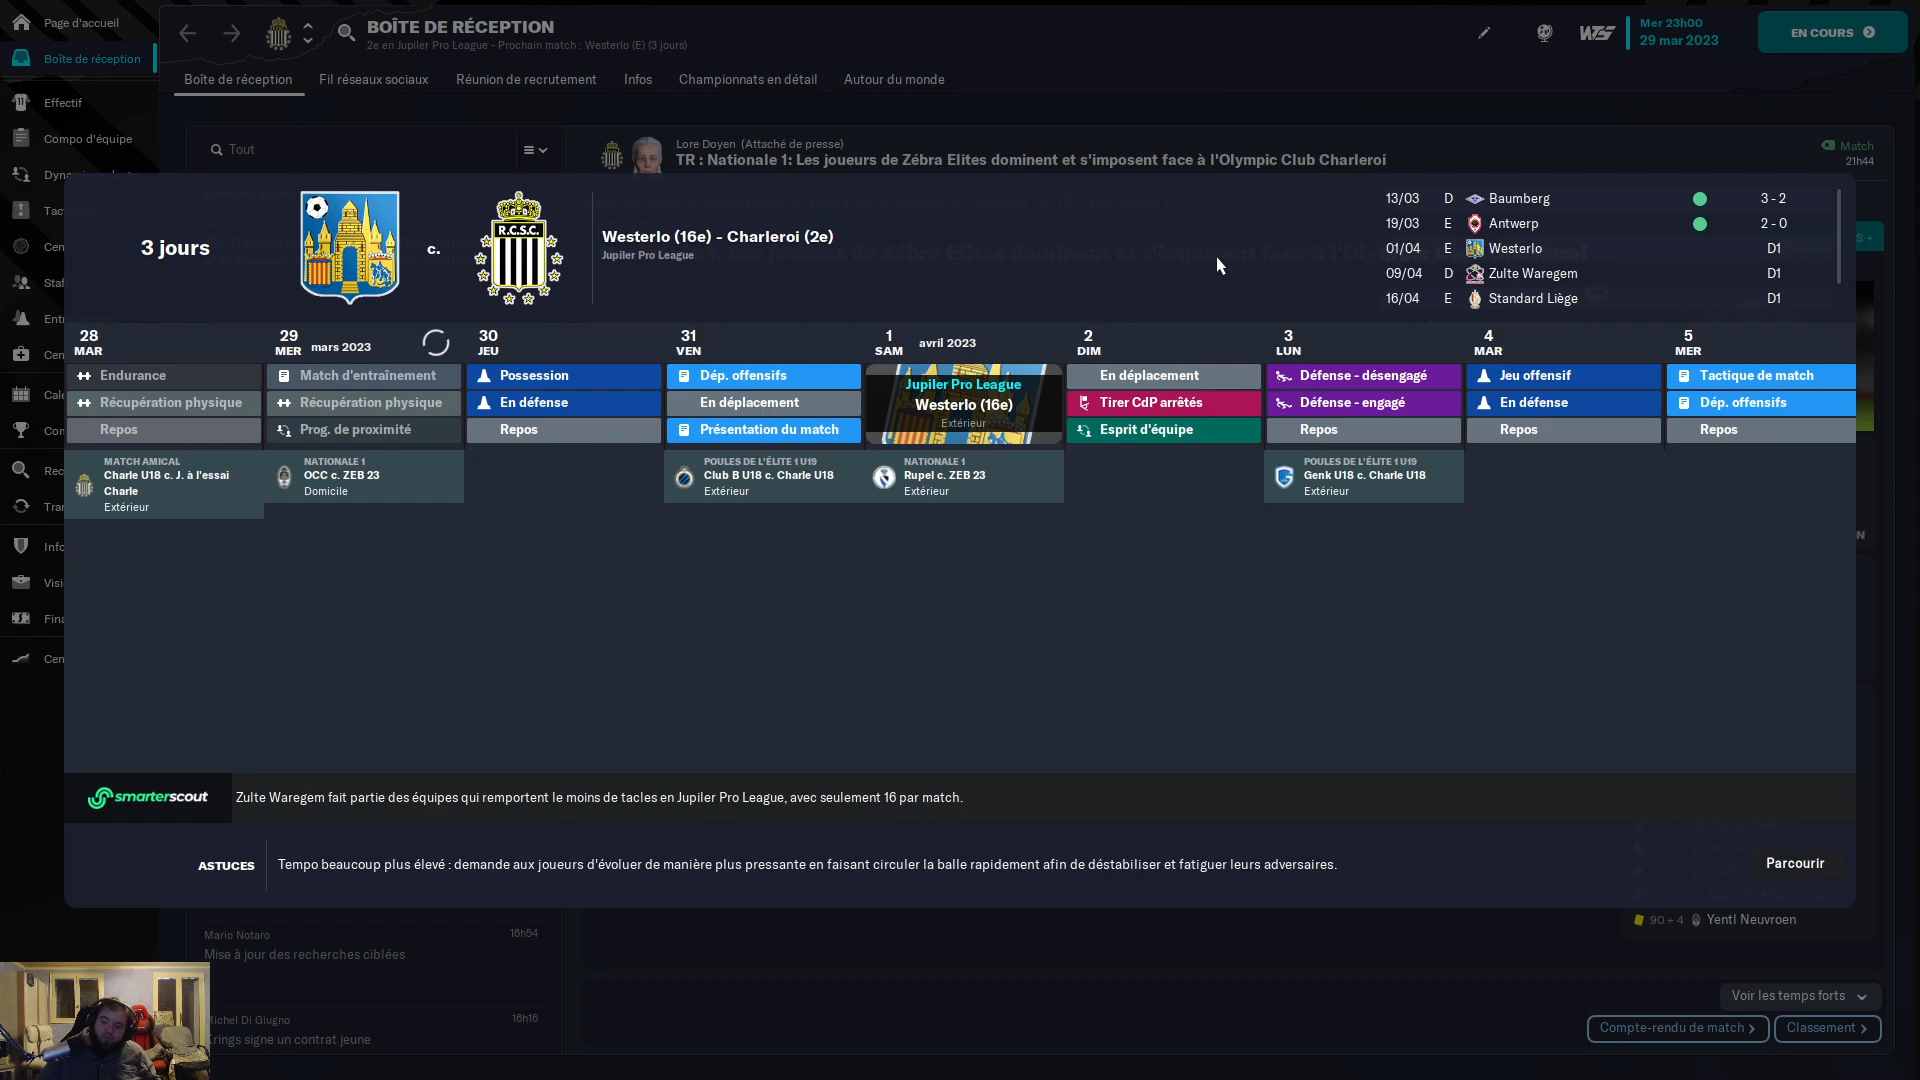 Page d'accueil
Boîte de réception
Effectif
Compo d'équipe
BOÎTE DE RÉCEPTION
2e en Jupiler Pro League - Prochain match : Westerlo (E) (3 jours)
Mer 23h00
29 mar 2023
EN COURS
Boîte de réception
Fil réseaux sociaux
Réunion de recrutement
Infos
Championnats en détail
Autour du monde
Tout
Lore Doyen (Attaché de presse)
TR : Nationale 1: Les joueurs de Zébra Elites dominent et s'imposent face à l'Olympic Club Charleroi
Match
21h44
3 jours
c.
R.C.S.C.
Westerlo (16e) - Charleroi (2e)
Jupiler Pro League
13/03 D Baumberg 3 - 2
19/03 E Antwerp 2 - 0
01/04 E Westerlo D1
09/04 D Zulte Waregem D1
16/04 E Standard Liège D1
28 MAR
29 MER mars 2023
30 JEU
31 VEN
1 SAM avril 2023
2 DIM
3 LUN
4 MAR
5 MER
Endurance
Récupération physique
Repos
Match d'entraînement
Récupération physique
Prog. de proximité
Possession
En défense
Repos
Dép. offensifs
En déplacement
Présentation du match
Jupiler Pro League
Westerlo (16e)
Extérieur
En déplacement
Tirer CdP arrêtés
Esprit d'équipe
Défense - désengagé
Défense - engagé
Repos
Jeu offensif
En défense
Repos
Tactique de match
Dép. offensifs
Repos
MATCH AMICAL
Charle U18 c. J. à l'essai
Charle
Extérieur
NATIONALE 1
OCC c. ZEB 23
Domicile
POULES DE L'ÉLITE 1 U19
Club B U18 c. Charle U18
Extérieur
NATIONALE 1
Rupel c. ZEB 23
Extérieur
POULES DE L'ÉLITE 1 U19
Genk U18 c. Charle U18
Extérieur
smarterscout
Zulte Waregem fait partie des équipes qui remportent le moins de tacles en Jupiler Pro League, avec seulement 16 par match.
ASTUCES
Tempo beaucoup plus élevé : demande aux joueurs d'évoluer de manière plus pressante en faisant circuler la balle rapidement afin de déstabiliser et fatiguer leurs adversaires.
Parcourir
90 + 4 Yentl Neuvroen
Mario Notaro
16h54
Mise à jour des recherches ciblées
Michel Di Giugno
16h16
Krings signe un contrat jeune
Voir les temps forts
Compte-rendu de match
Classement